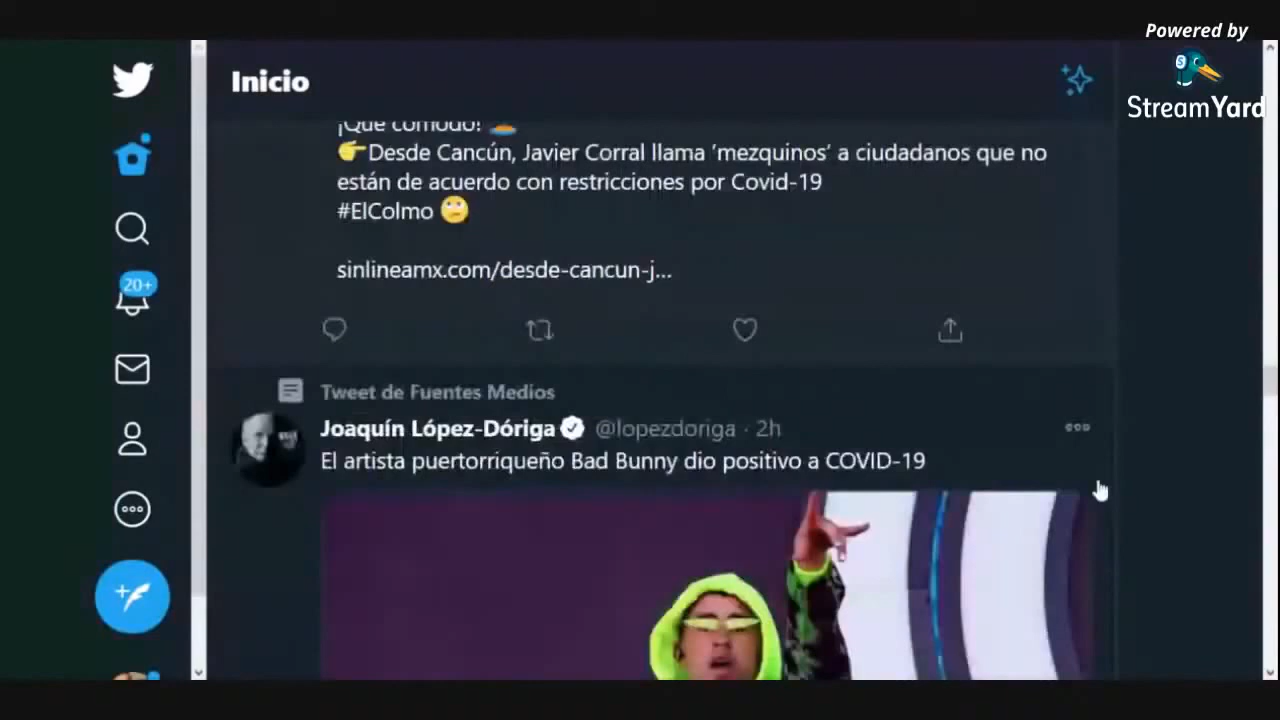 Powered by
StreamYard
Inicio
¡Qué cómodo!
Desde Cancún, Javier Corral llama 'mezquinos' a ciudadanos que no
están de acuerdo con restricciones por Covid-19
#ElColmo
sinlineamx.com/desde-cancun-j...
20+
Tweet de Fuentes Medios
Joaquín López-Dóriga @lopezdoriga · 2h
El artista puertorriqueño Bad Bunny dio positivo a COVID-19